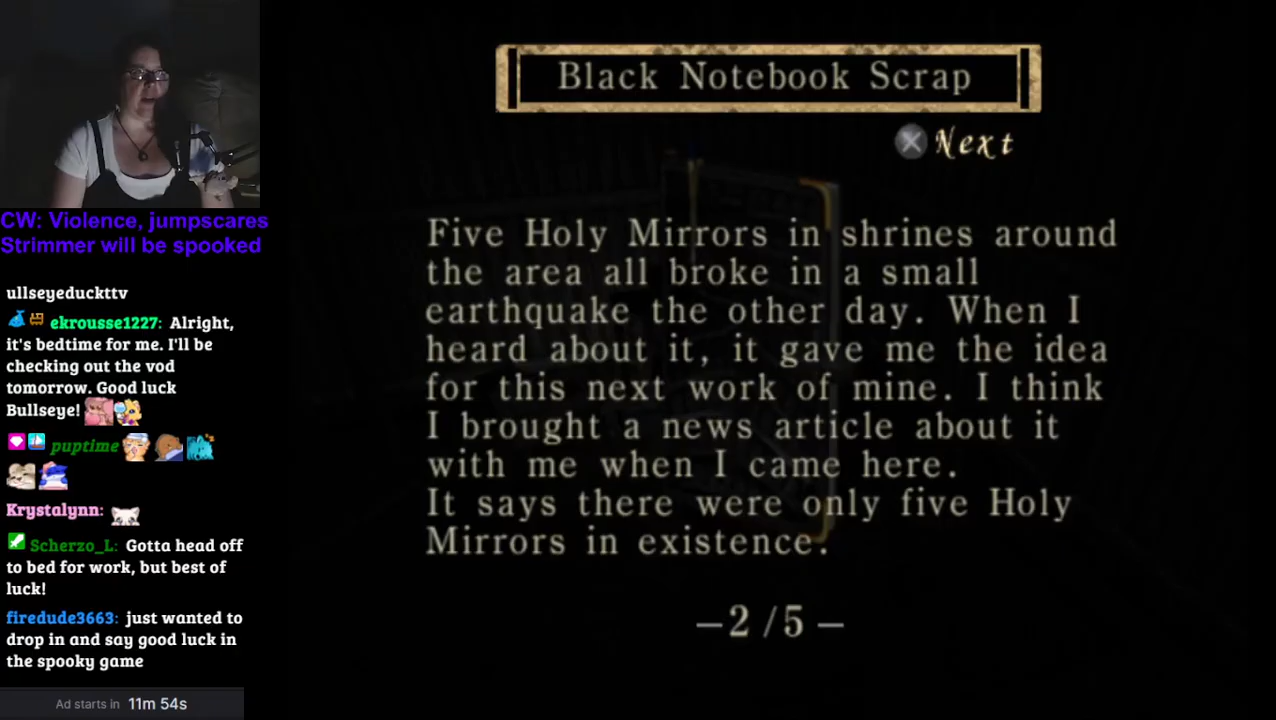 Black Notebook Scrap
Next
Five Holy Mirrors in shrines around
the area all broke in a small
earthquake the other day. When I
heard about it, it gave me the idea
for this next work of mine. I think
I brought a news article about it
with me when I came here.
It says there were only five Holy
Mirrors in existence.
—2/5—
CW: Violence, jumpscares
Strimmer will be spooked
ullseyeduckttv
ekrousse1227: Alright,
it's bedtime for me. I'll be
checking out the vod
tomorrow. Good luck
Bullseye!
puptime
Krystalynn:
Scherzo_L: Gotta head off
to bed for work, but best of
luck!
firedude3663: just wanted to
drop in and say good luck in
the spooky game
Ad starts in 11m 54s